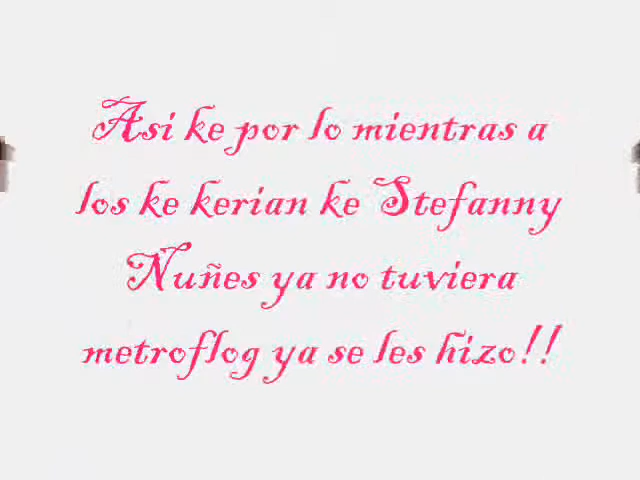 Asi ke por lo mientras a
los ke kerian ke Stefanny
Nuñes ya no tuviera
metroflog ya se les hizo!!